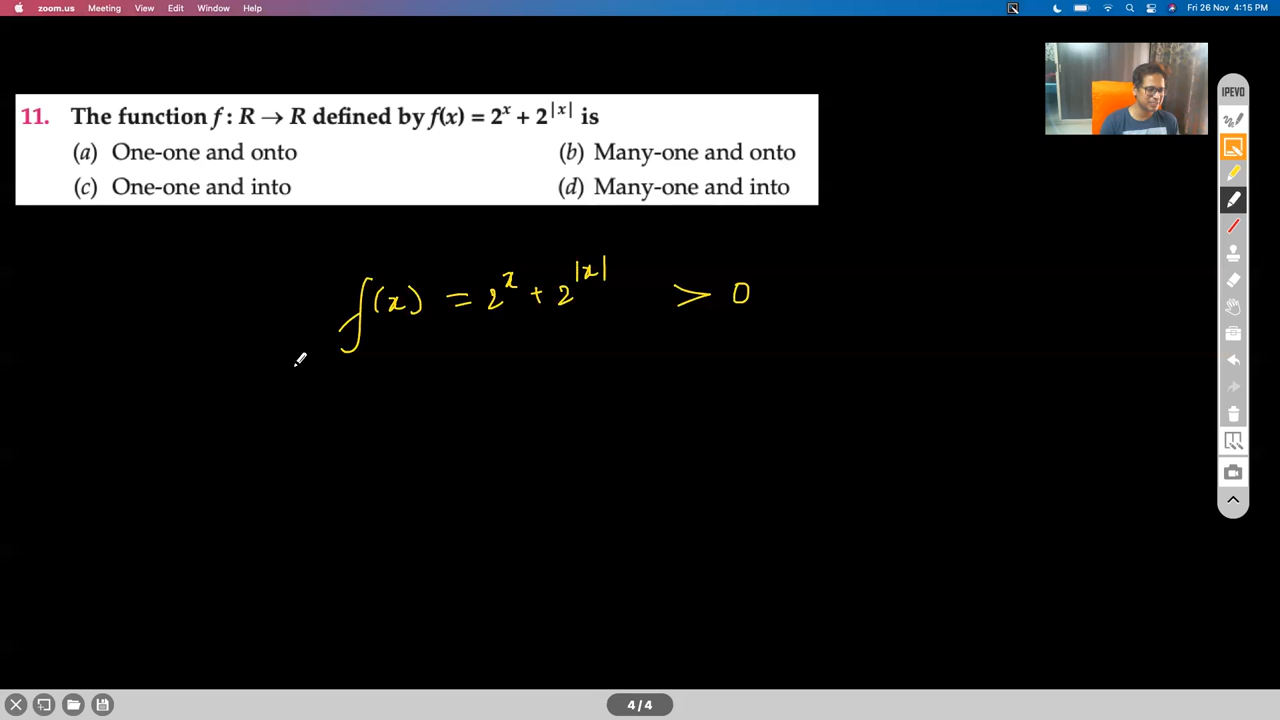 zoom.us Meeting View Edit Window Help Fri 26 Nov 4:15 PM
IPEVO
11. The function f : R → R defined by f(x) = 2^x + 2^|x| is
(a) One-one and onto (b) Many-one and onto
(c) One-one and into (d) Many-one and into
f(x) = 2^x + 2^|x| > 0
4 / 4